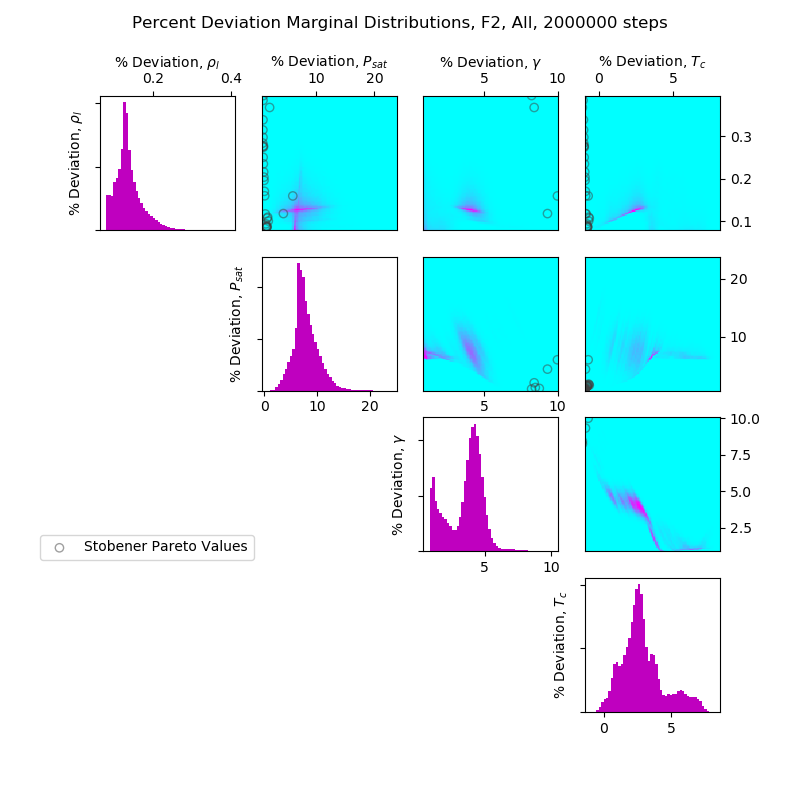 Percent Deviation Marginal Distributions, F2, All, 2000000 steps
% Deviation, ρ_l % Deviation, P_sat % Deviation, γ % Deviation, T_c
0.2 0.4 10 20 5 10 0 5
% Deviation, ρ_l
0.3
0.2
0.1
% Deviation, P_sat
20
10
0 10 20 5 10
% Deviation, γ
10.0
7.5
5.0
2.5
5 10
Stobener Pareto Values
% Deviation, T_c
0 5